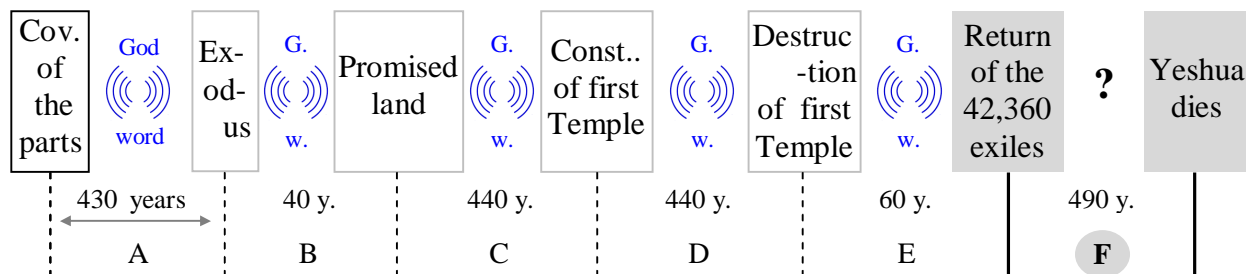 Cov.
of
the
parts
God
word
Ex-
od-
us
G.
w.
Promised
land
G.
w.
Const..
of first
Temple
G.
w.
Destruc
-tion
of first
Temple
G.
w.
Return
of the
42,360
exiles
?
Yeshua
dies
430 years
40 y.
440 y.
440 y.
60 y.
490 y.
A
B
C
D
E
F